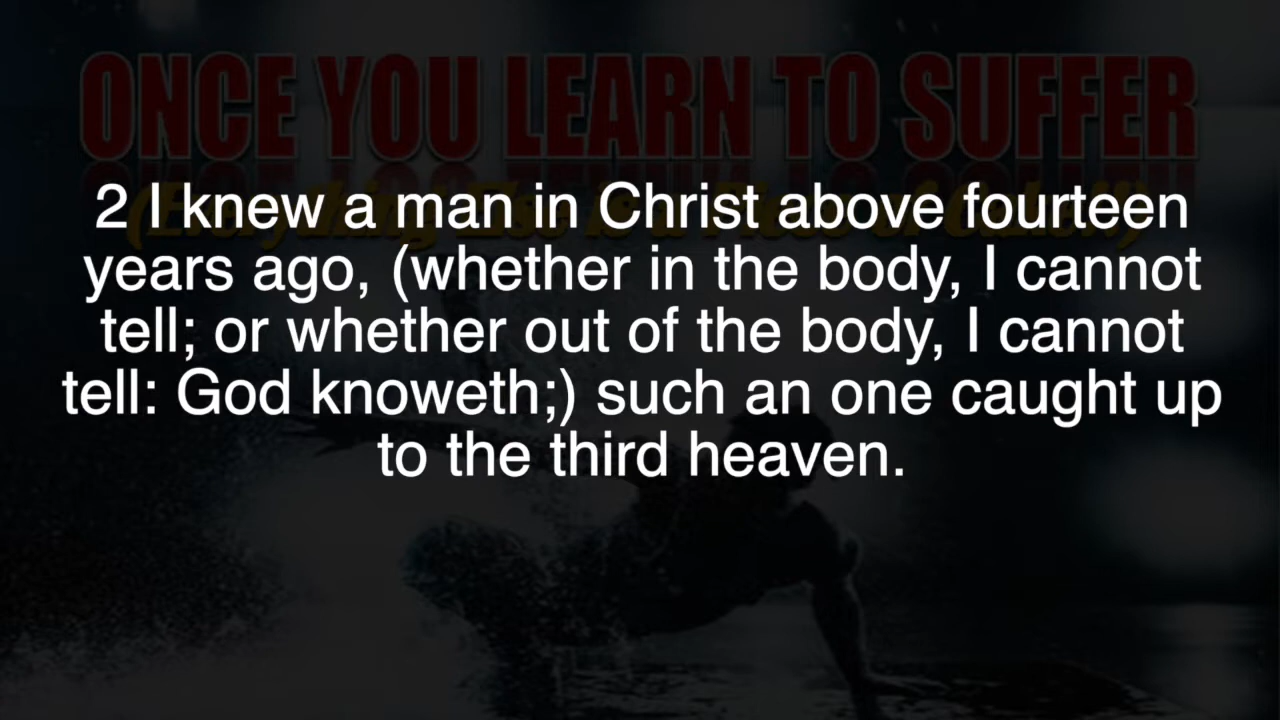 ONCE YOU LEARN TO SUFFER
2 I knew a man in Christ above fourteen
years ago, (whether in the body, I cannot
tell; or whether out of the body, I cannot
tell: God knoweth;) such an one caught up
to the third heaven.